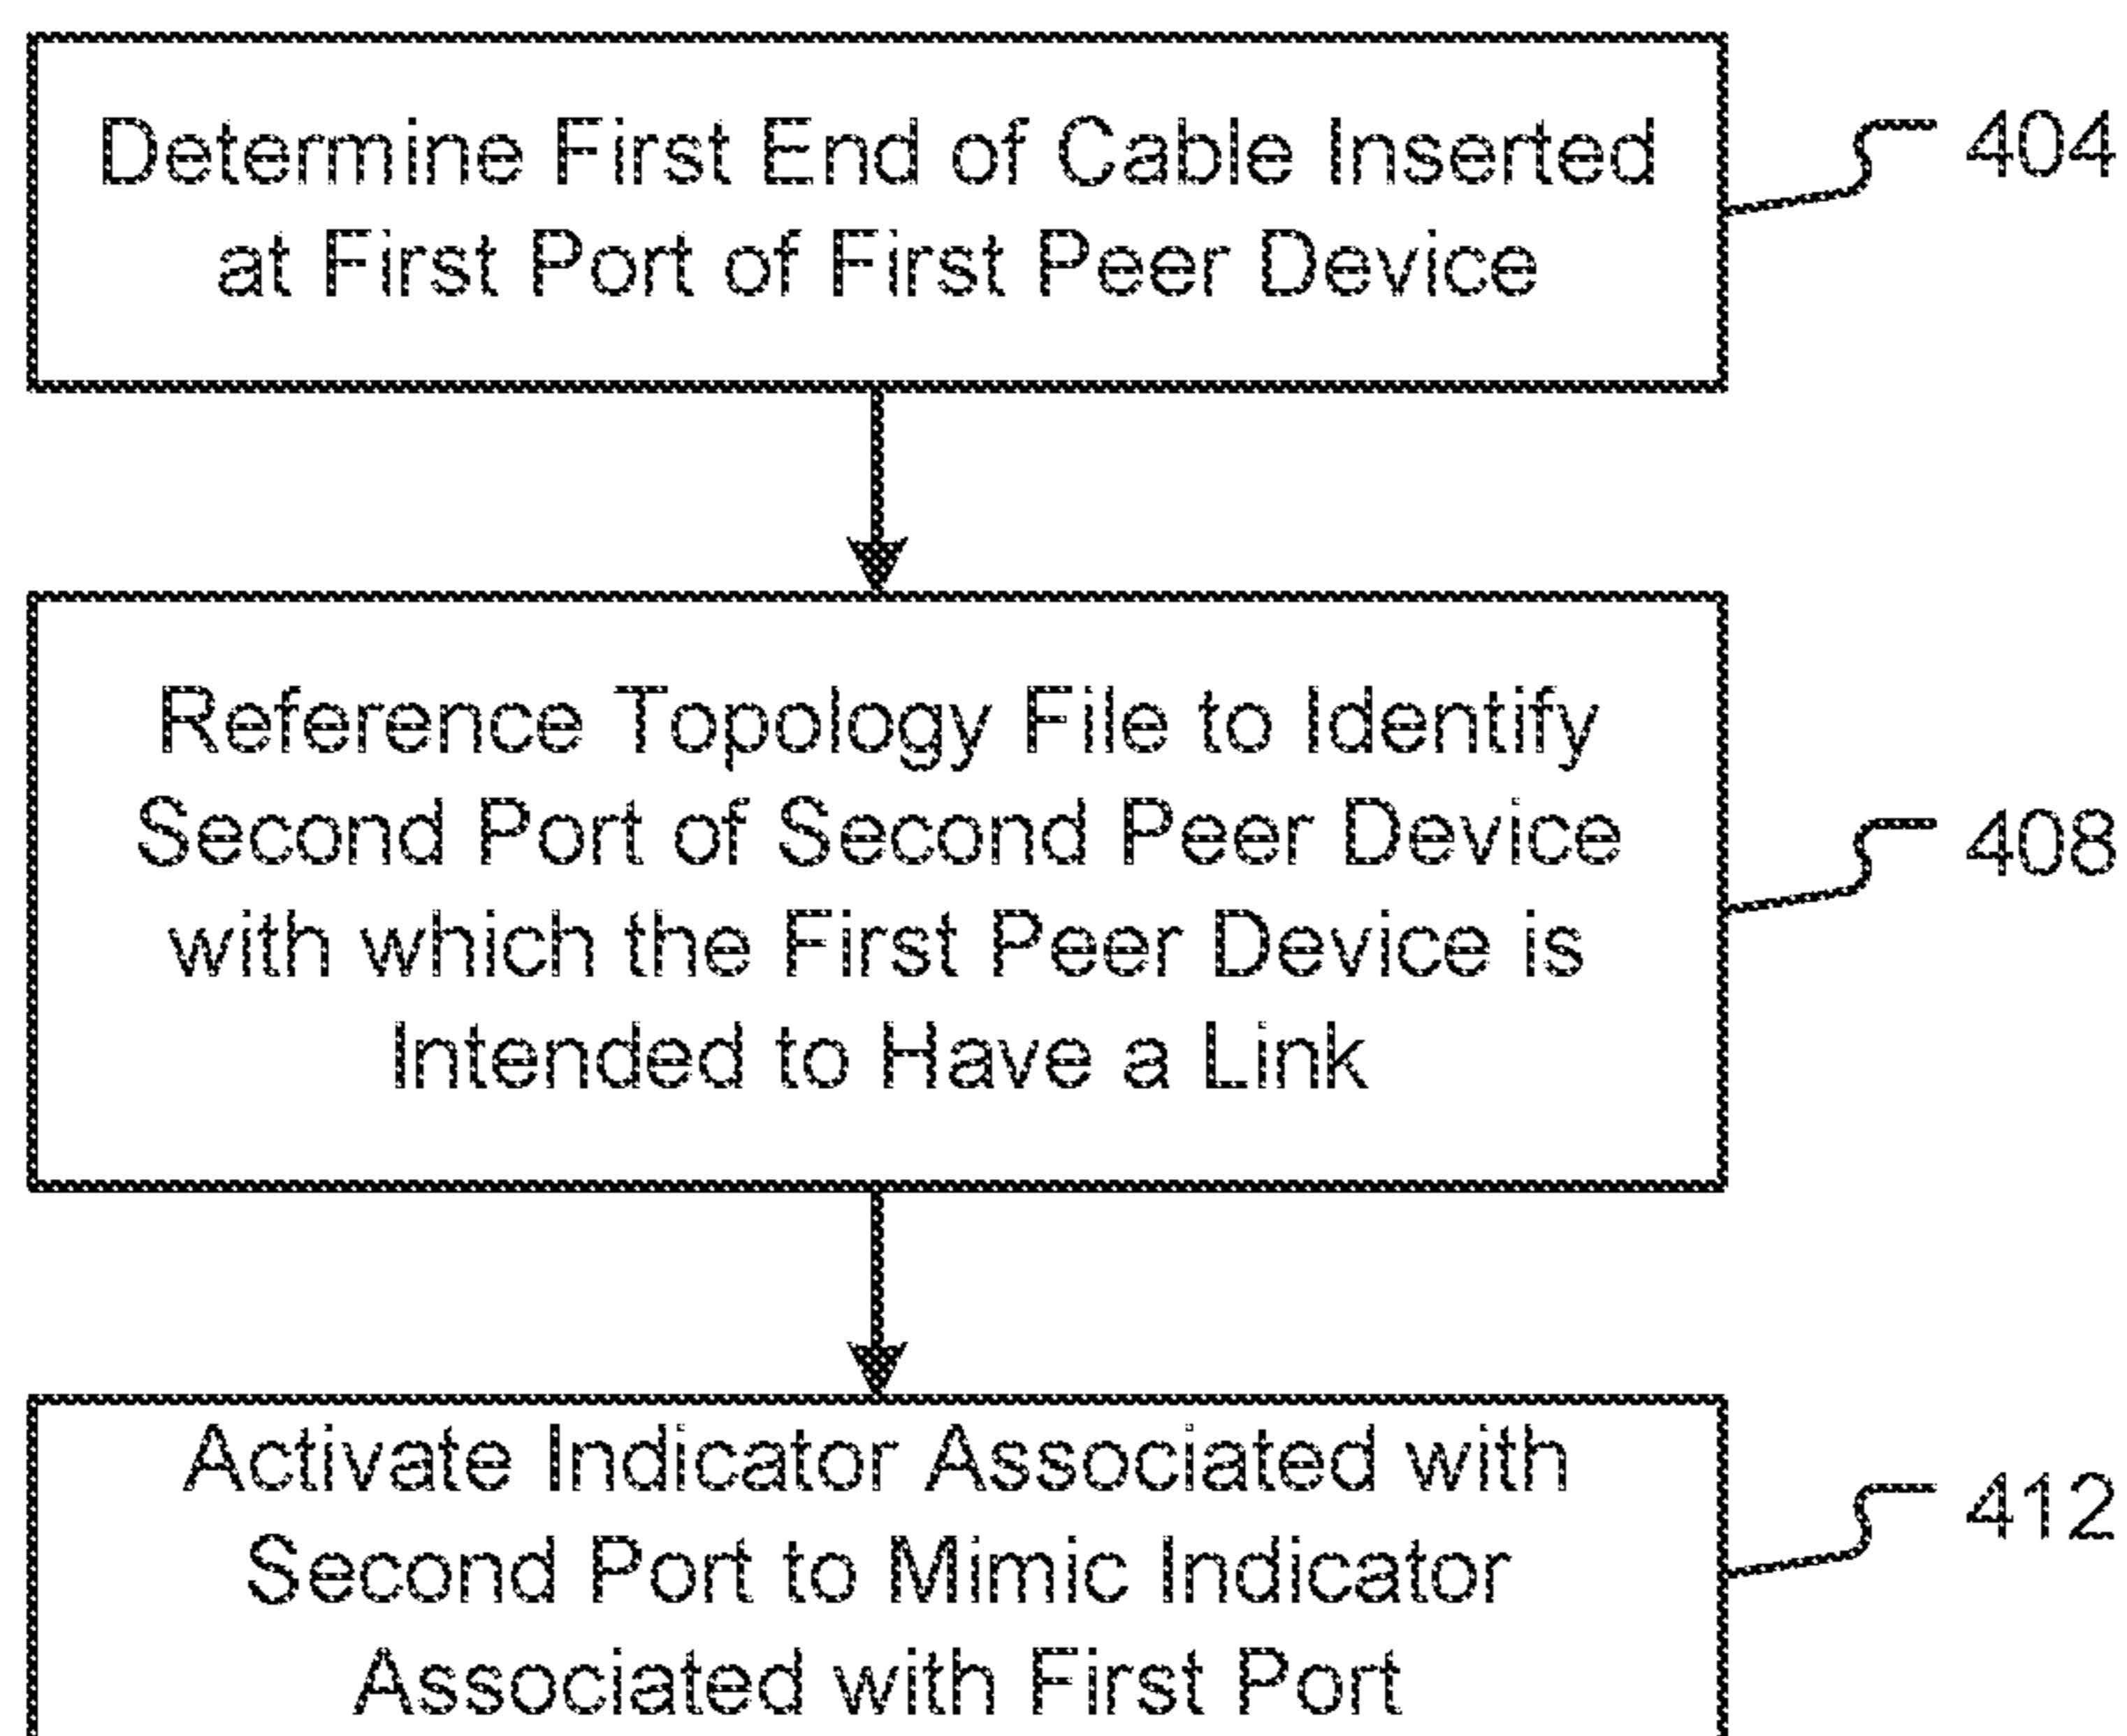 Determine First End of Cable Inserted
at First Port of First Peer Device
404
Reference Topology File to Identify
Second Port of Second Peer Device
with which the First Peer Device is
Intended to Have a Link
408
Activate Indicator Associated with
Second Port to Mimic Indicator
Associated with First Port
412